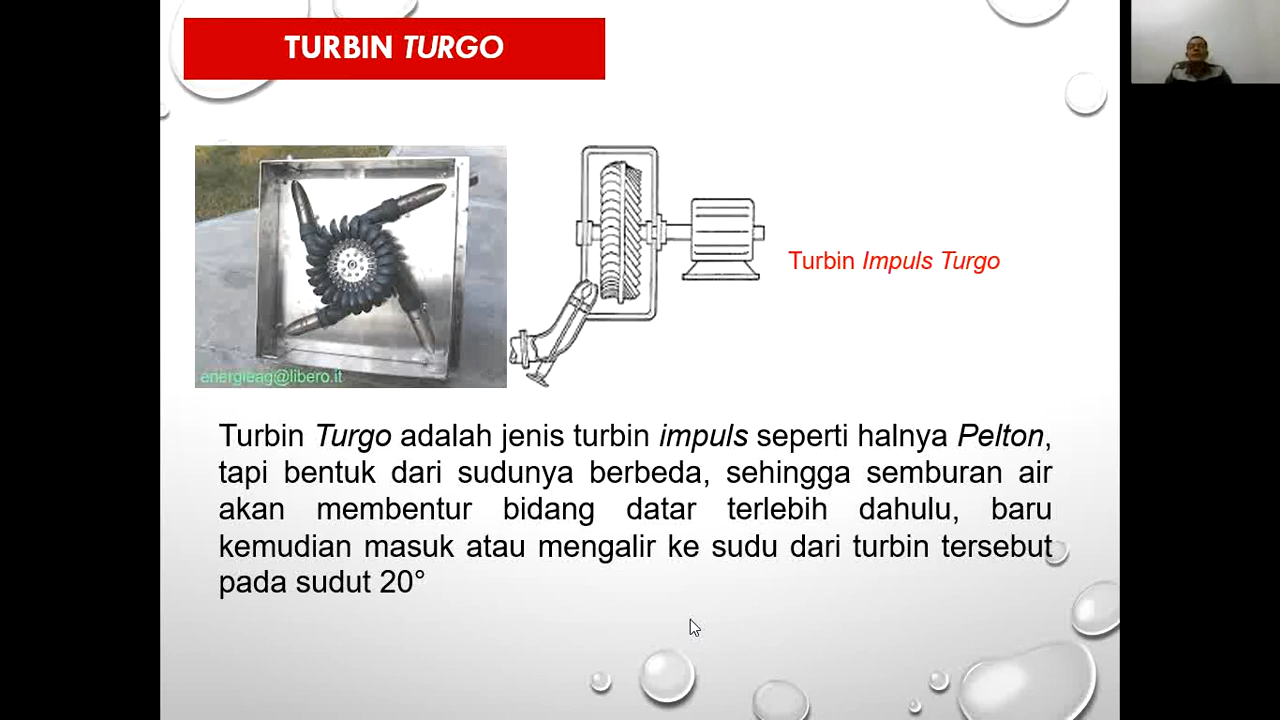 TURBIN TURGO
energieag@libero.it
Turbin Impuls Turgo
Turbin Turgo adalah jenis turbin impuls seperti halnya Pelton,
tapi bentuk dari sudunya berbeda, sehingga semburan air
akan membentur bidang datar terlebih dahulu, baru
kemudian masuk atau mengalir ke sudu dari turbin tersebut
pada sudut 20°